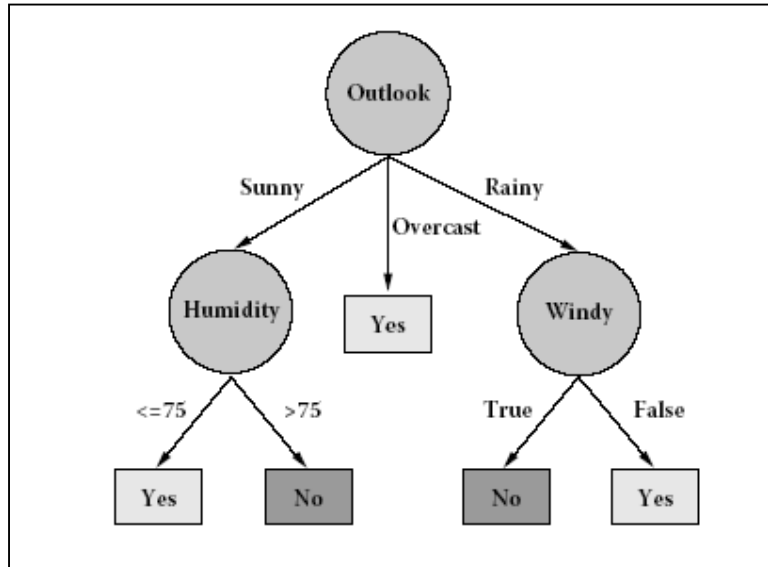 Outlook
Sunny
Rainy
Overcast
Humidity
Yes
Windy
<=75
>75
True
False
Yes
No
No
Yes